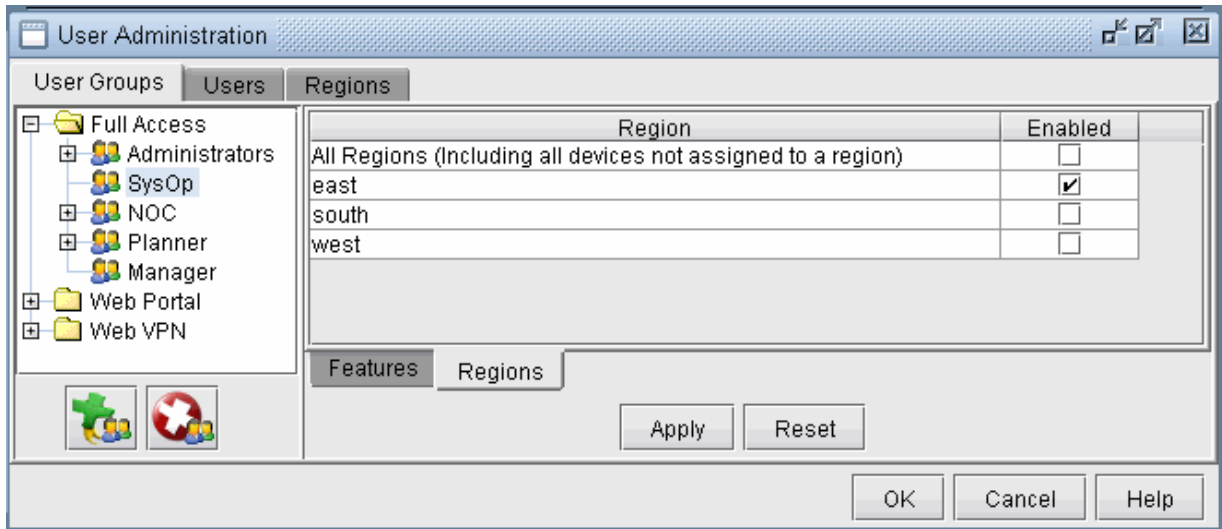 User Administration
User Groups
Users
Regions
Full Access
Administrators
SysOp
NOC
Planner
Manager
Web Portal
Web VPN
Region Enabled
All Regions (Including all devices not assigned to a region)
east
south
west
Features
Regions
Apply
Reset
OK
Cancel
Help